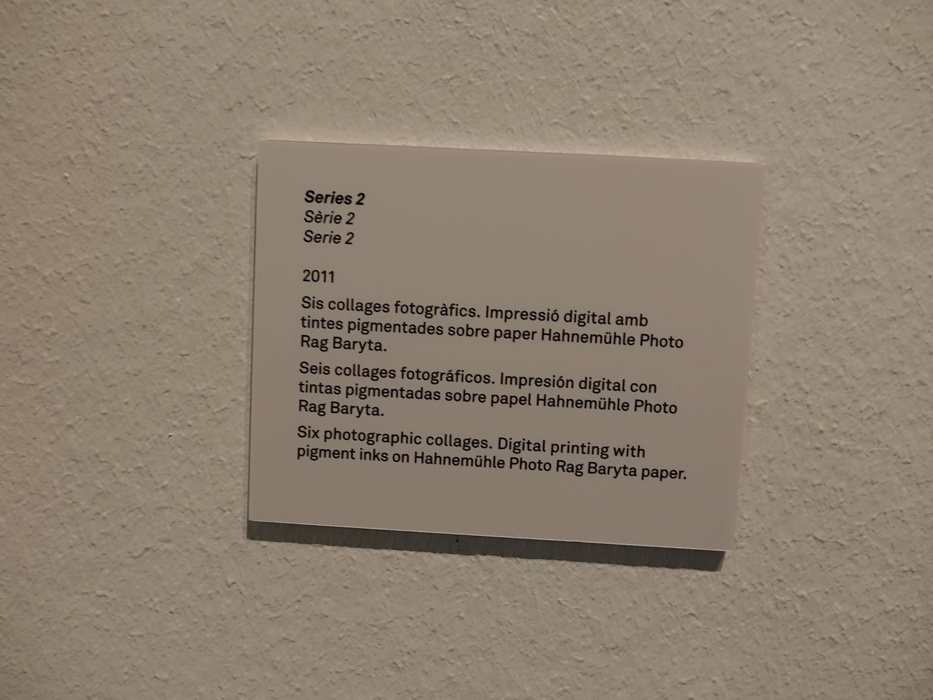 Series 2
Sèrie 2
Serie 2
2011
Sis collages fotogràfics. Impressió digital amb
tintes pigmentades sobre paper Hahnemühle Photo
Rag Baryta.
Seis collages fotográficos. Impresión digital con
tintas pigmentadas sobre papel Hahnemühle Photo
Rag Baryta.
Six photographic collages. Digital printing with
pigment inks on Hahnemühle Photo Rag Baryta paper.